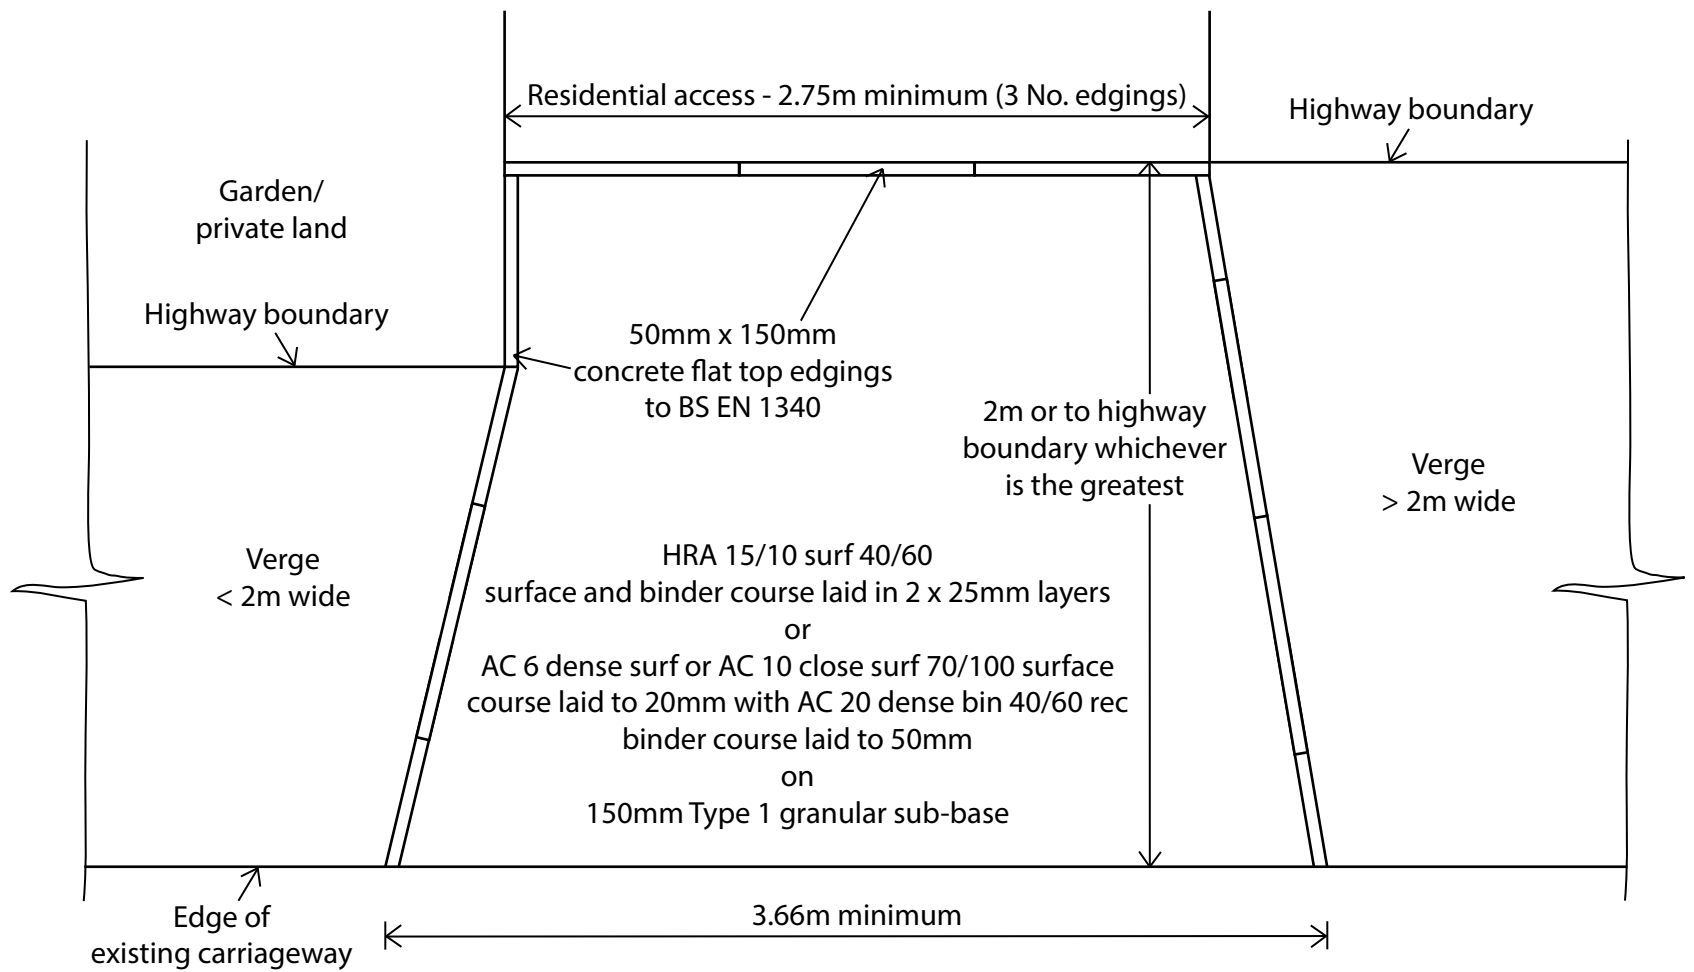 Residential access - 2.75m minimum (3 No. edgings)
Highway boundary
Garden/
private land
Highway boundary
50mm x 150mm
concrete flat top edgings
to BS EN 1340
2m or to highway
boundary whichever
is the greatest
Verge
> 2m wide
Verge
< 2m wide
HRA 15/10 surf 40/60
surface and binder course laid in 2 x 25mm layers
or
AC 6 dense surf or AC 10 close surf 70/100 surface
course laid to 20mm with AC 20 dense bin 40/60 rec
binder course laid to 50mm
on
150mm Type 1 granular sub-base
Edge of
existing carriageway
3.66m minimum